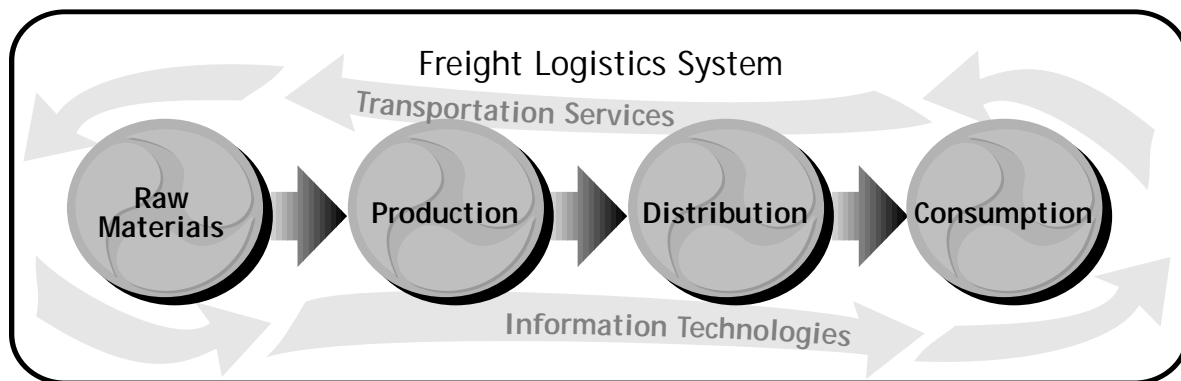 Freight Logistics System
Transportation Services
Raw
Materials
Production
Distribution
Consumption
Information Technologies